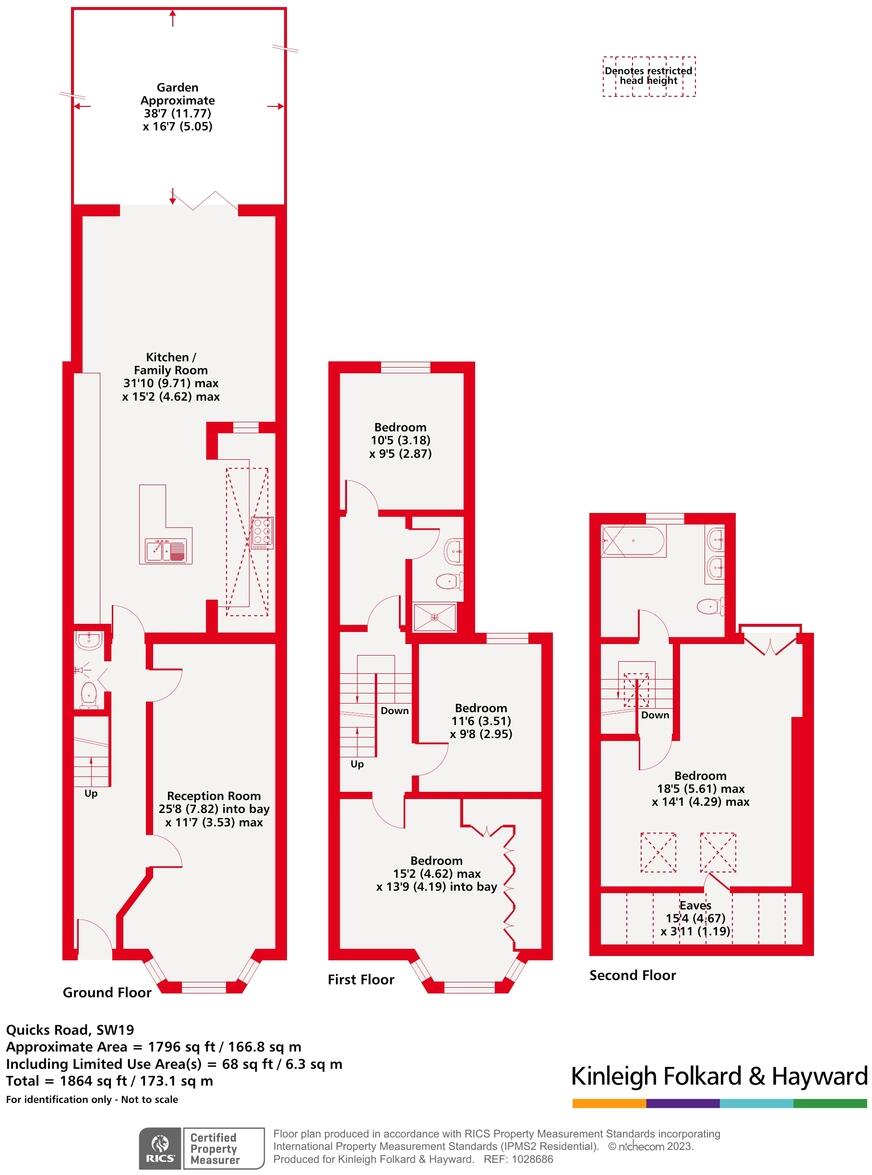 Garden
Approximate
38'7 (11.77)
x 16'7 (5.05)
Denotes restricted
head height
Kitchen /
Family Room
31'10 (9.71) max
x 15'2 (4.62) max
Up
Reception Room
25'8 (7.82) into bay
x 11'7 (3.53) max
Ground Floor
Bedroom
10'5 (3.18)
x 9'5 (2.87)
Down
Up
Bedroom
11'6 (3.51)
x 9'8 (2.95)
Bedroom
15'2 (4.62) max
x 13'9 (4.19) into bay
First Floor
Down
Bedroom
18'5 (5.61) max
x 14'1 (4.29) max
Eaves
15'4 (4.67)
x 3'11 (1.19)
Second Floor
Quicks Road, SW19
Approximate Area = 1796 sq ft / 166.8 sq m
Including Limited Use Area(s) = 68 sq ft / 6.3 sq m
Total = 1864 sq ft / 173.1 sq m
For identification only - Not to scale
Kinleigh Folkard & Hayward
RICS
Certified
Property
Measurer
Floor plan produced in accordance with RICS Property Measurement Standards incorporating
International Property Measurement Standards (IPMS2 Residential). © nichecom 2023.
Produced for Kinleigh Folkard & Hayward. REF: 1028686